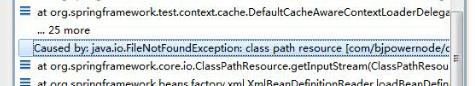 at org.springframework.test.context.cache.DefaultCacheAwareContextLoaderDelega
... 25 more
Caused by: java.io.FileNotFoundException: class path resource [com/bjpowernode/c
at org.springframework.core.io.ClassPathResource.getInputStream(ClassPathResou
at org.springframework.beans.factory.xml.XmlBeanDefinitionReader.loadBeanDefin